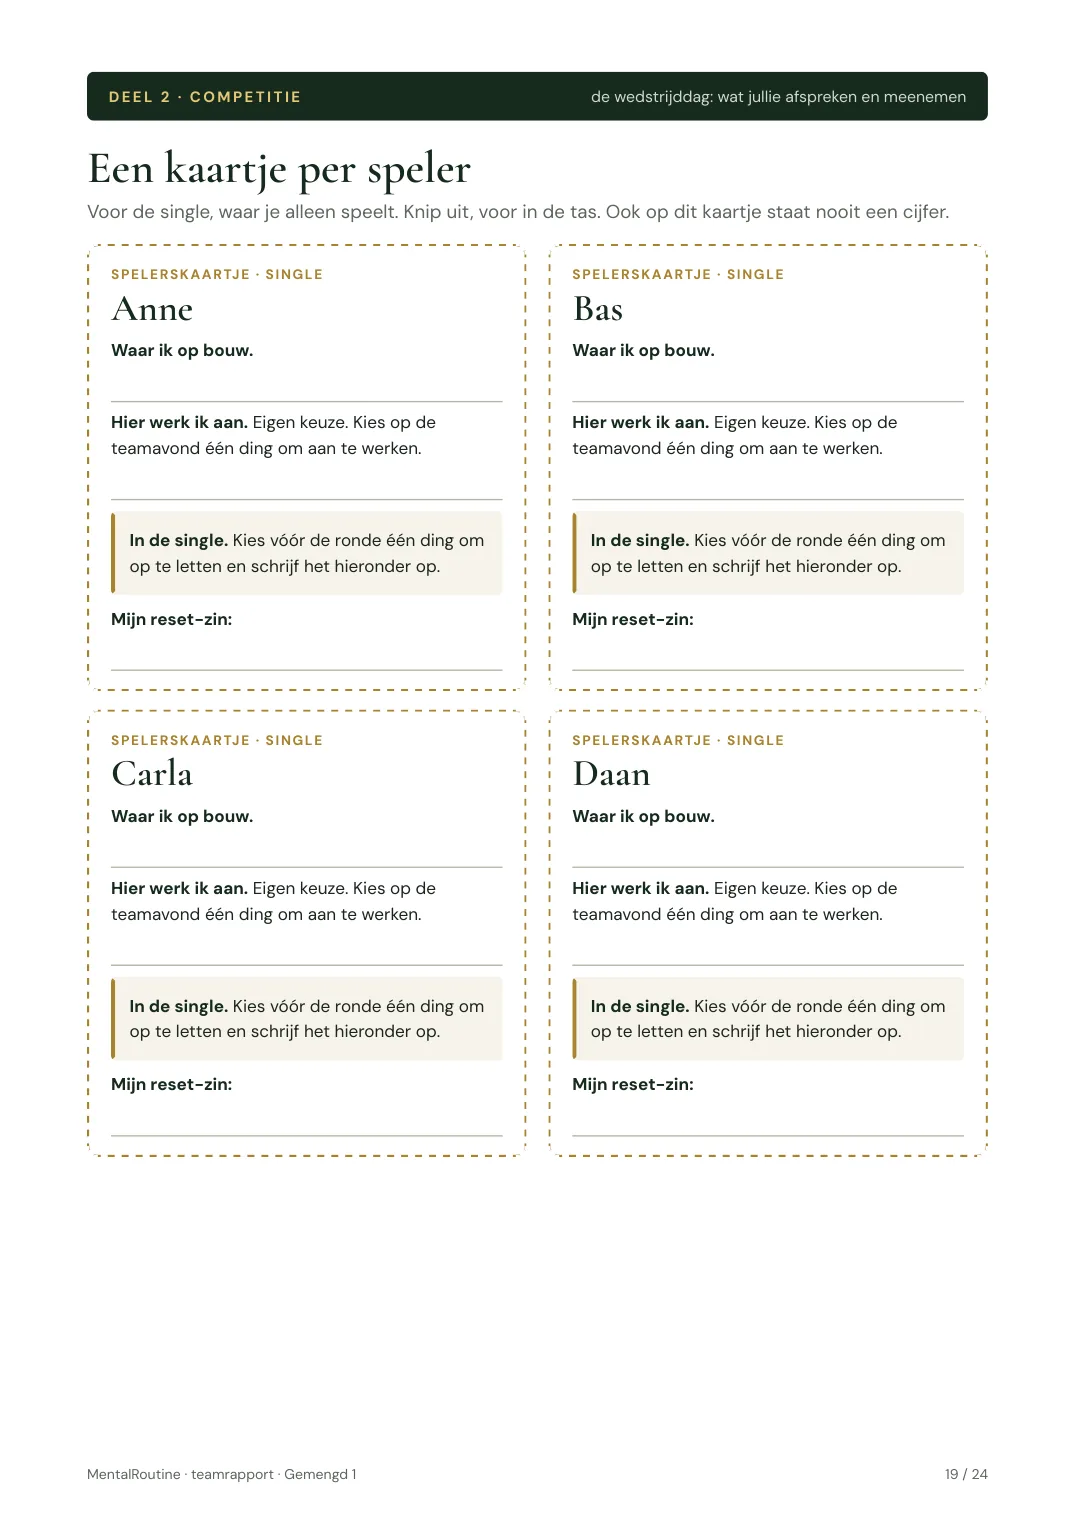 DEEL 2 · COMPETITIE
de wedstrijddag: wat jullie afspreken en meenemen
Een kaartje per speler
Voor de single, waar je alleen speelt. Knip uit, voor in de tas. Ook op dit kaartje staat nooit een cijfer.
SPELERSKAARTJE · SINGLE
Anne
Waar ik op bouw.
Hier werk ik aan. Eigen keuze. Kies op de
teamavond één ding om aan te werken.
In de single. Kies vóór de ronde één ding om
op te letten en schrijf het hieronder op.
Mijn reset-zin:
SPELERSKAARTJE · SINGLE
Bas
Waar ik op bouw.
Hier werk ik aan. Eigen keuze. Kies op de
teamavond één ding om aan te werken.
In de single. Kies vóór de ronde één ding om
op te letten en schrijf het hieronder op.
Mijn reset-zin:
SPELERSKAARTJE · SINGLE
Carla
Waar ik op bouw.
Hier werk ik aan. Eigen keuze. Kies op de
teamavond één ding om aan te werken.
In de single. Kies vóór de ronde één ding om
op te letten en schrijf het hieronder op.
Mijn reset-zin:
SPELERSKAARTJE · SINGLE
Daan
Waar ik op bouw.
Hier werk ik aan. Eigen keuze. Kies op de
teamavond één ding om aan te werken.
In de single. Kies vóór de ronde één ding om
op te letten en schrijf het hieronder op.
Mijn reset-zin:
MentalRoutine · teamrapport · Gemengd 1
19 / 24